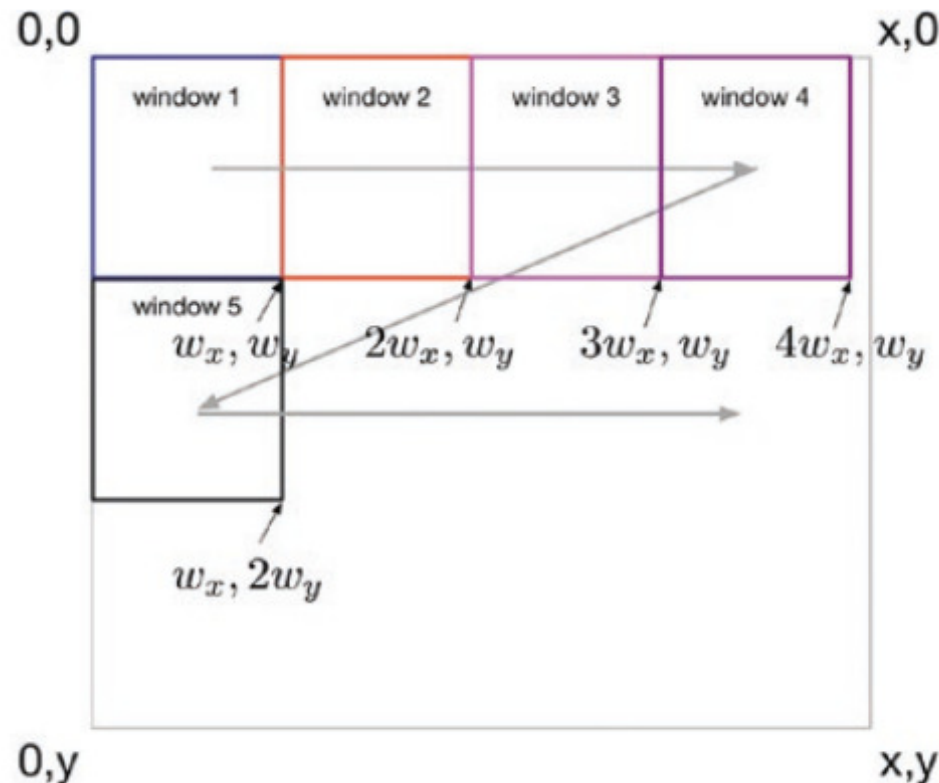 0,0 x,0
window 1 window 2 window 3 window 4
window 5
w_x, w_y 2w_x, w_y 3w_x, w_y 4w_x, w_y
w_x, 2w_y
0,y x,y